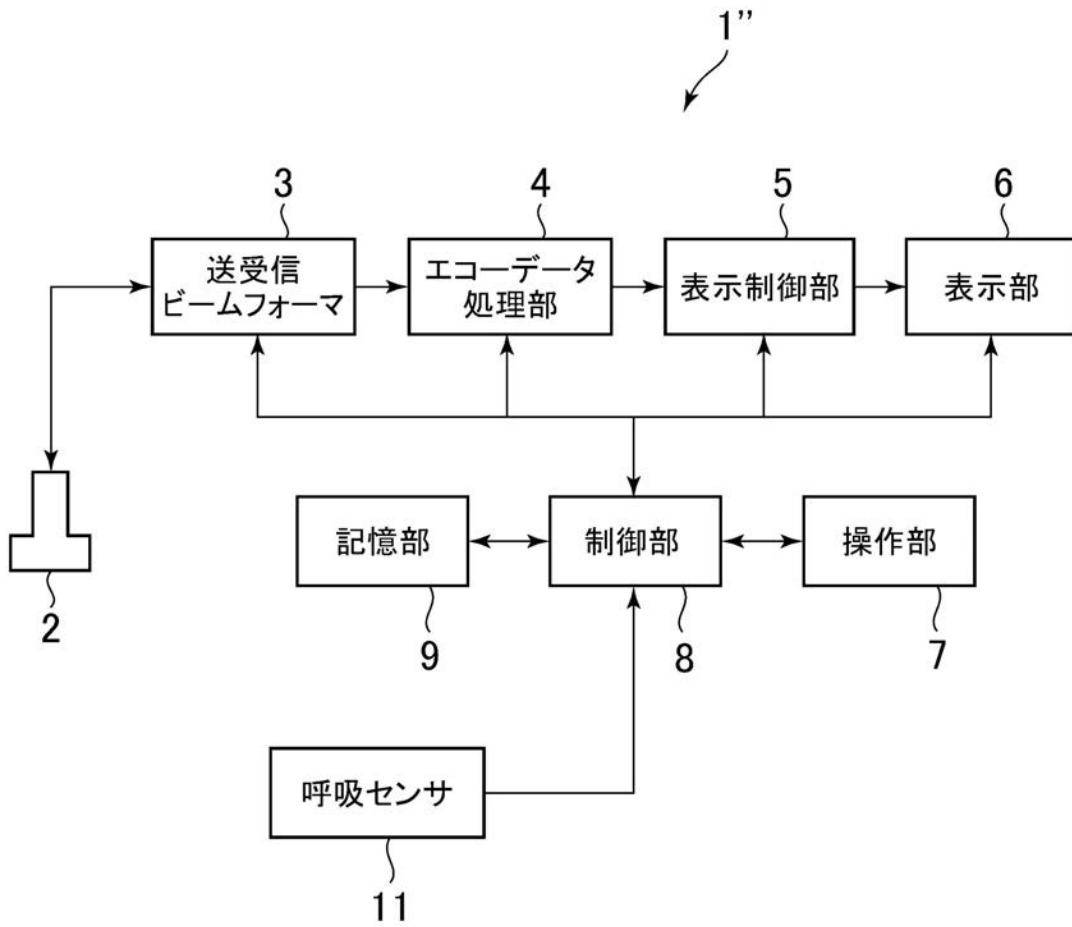 1’’
3
4
5
6
送受信
ビームフォーマ
エコーデータ
処理部
表示制御部
表示部
記憶部
制御部
操作部
2
9
8
7
呼吸センサ
11